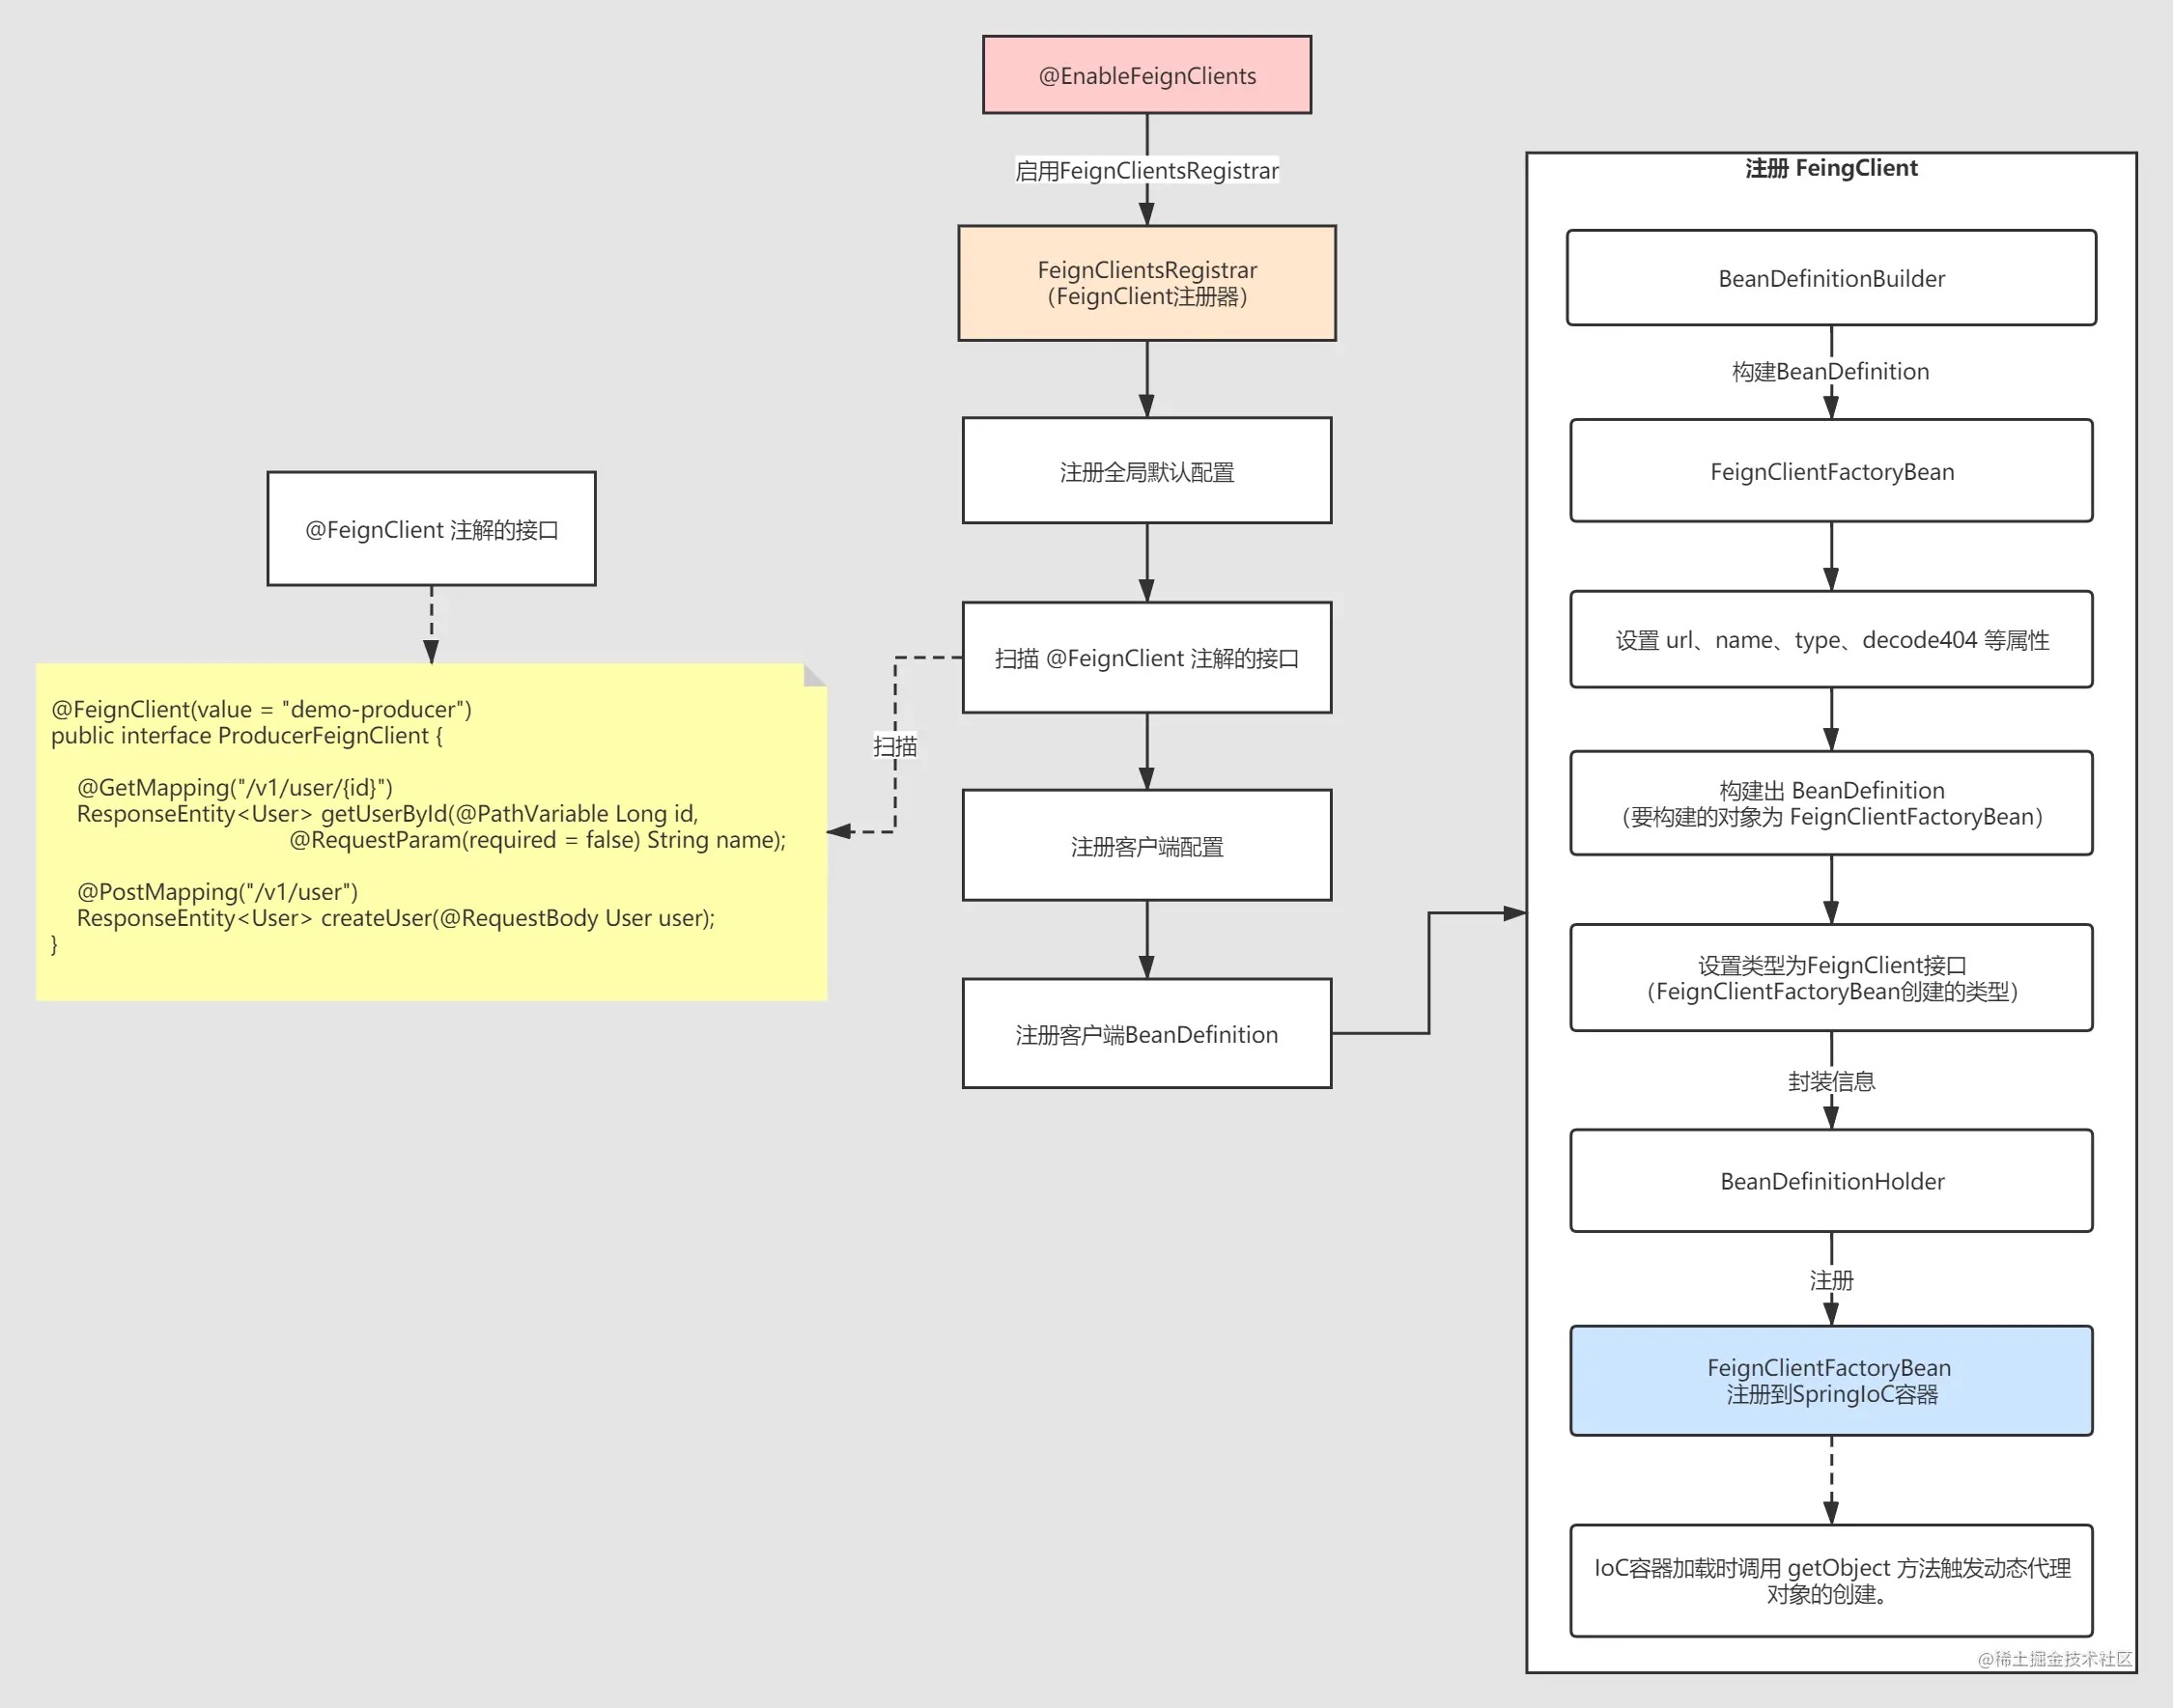 @EnableFeignClients
启用FeignClientsRegistrar
FeignClientsRegistrar
（FeignClient注册器）
注册全局默认配置
扫描 @FeignClient 注解的接口
扫描
注册客户端配置
注册客户端BeanDefinition
@FeignClient 注解的接口
@FeignClient(value = "demo-producer")
public interface ProducerFeignClient {
@GetMapping("/v1/user/{id}")
ResponseEntity<User> getUserById(@PathVariable Long id,
@RequestParam(required = false) String name);
@PostMapping("/v1/user")
ResponseEntity<User> createUser(@RequestBody User user);
}
注册 FeingClient
BeanDefinitionBuilder
构建BeanDefinition
FeignClientFactoryBean
设置 url、name、type、decode404 等属性
构建出 BeanDefinition
（要构建的对象为 FeignClientFactoryBean）
设置类型为FeignClient接口
（FeignClientFactoryBean创建的类型）
封装信息
BeanDefinitionHolder
注册
FeignClientFactoryBean
注册到SpringIoC容器
IoC容器加载时调用 getObject 方法触发动态代理
对象的创建。
@稀土掘金技术社区